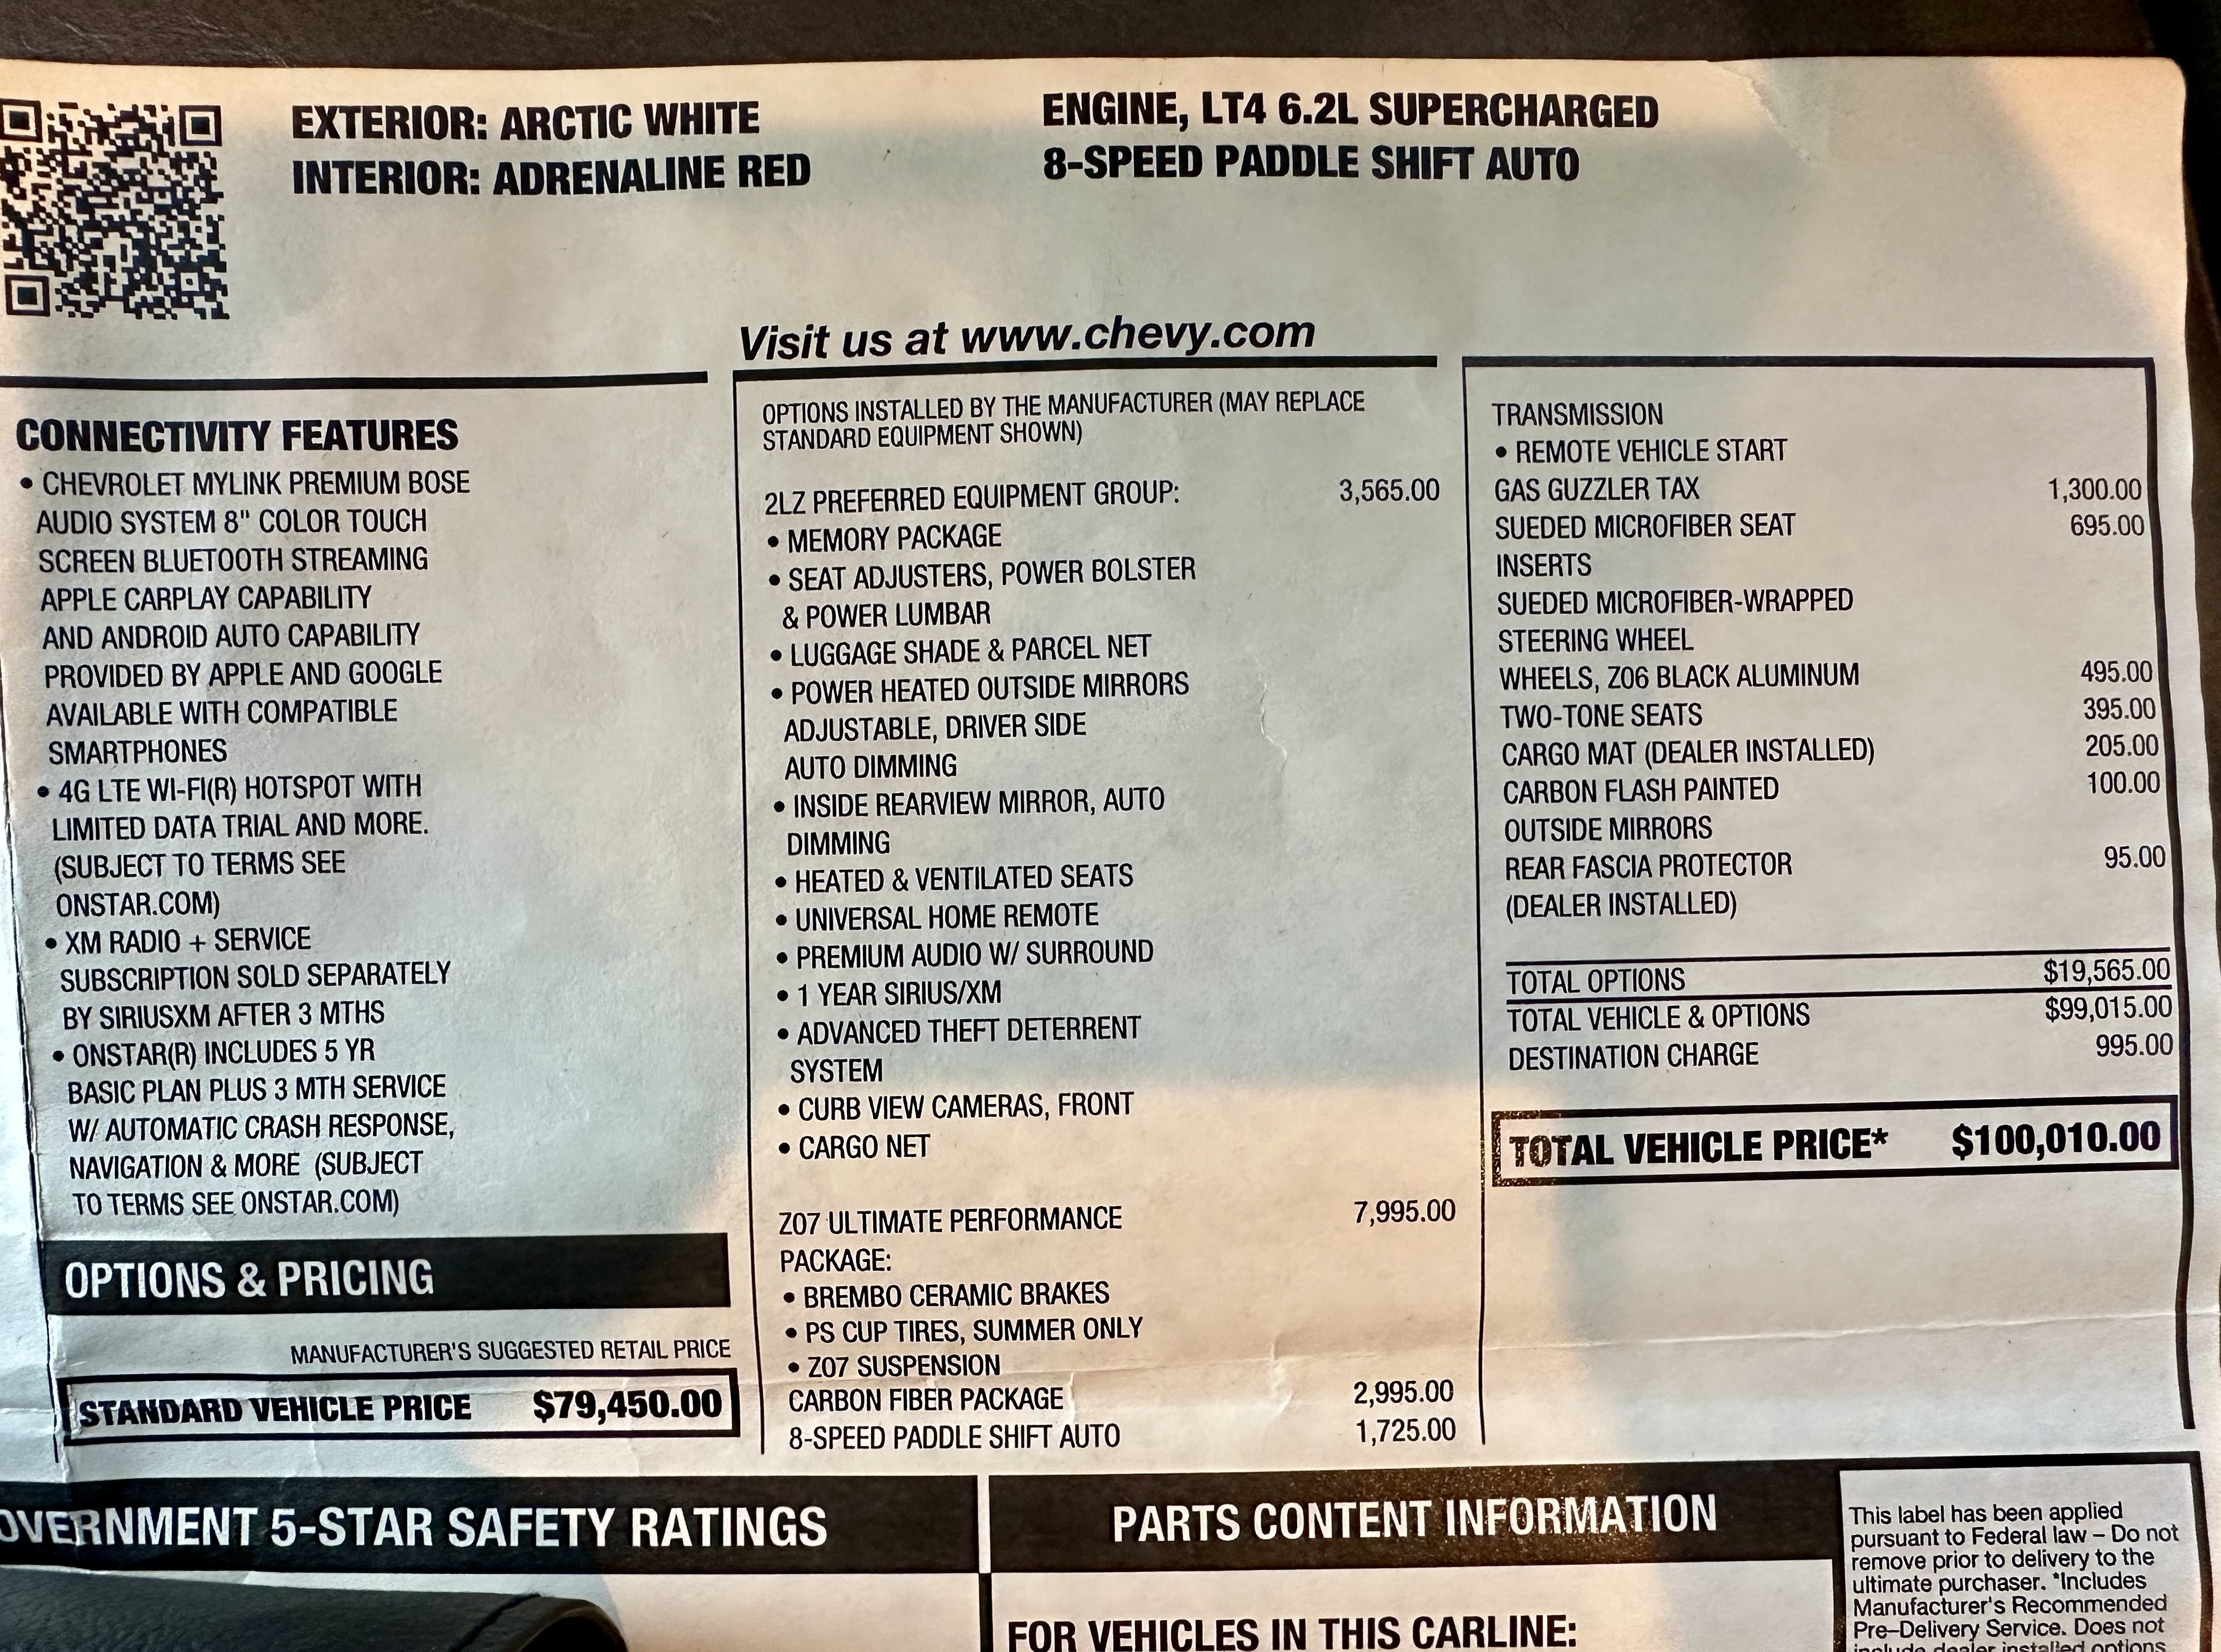 EXTERIOR: ARCTIC WHITE
INTERIOR: ADRENALINE RED
ENGINE, LT4 6.2L SUPERCHARGED
8-SPEED PADDLE SHIFT AUTO
Visit us at www.chevy.com
CONNECTIVITY FEATURES
• CHEVROLET MYLINK PREMIUM BOSE
AUDIO SYSTEM 8" COLOR TOUCH
SCREEN BLUETOOTH STREAMING
APPLE CARPLAY CAPABILITY
AND ANDROID AUTO CAPABILITY
PROVIDED BY APPLE AND GOOGLE
AVAILABLE WITH COMPATIBLE
SMARTPHONES
• 4G LTE WI-FI(R) HOTSPOT WITH
LIMITED DATA TRIAL AND MORE.
(SUBJECT TO TERMS SEE
ONSTAR.COM)
• XM RADIO + SERVICE
SUBSCRIPTION SOLD SEPARATELY
BY SIRIUSXM AFTER 3 MTHS
• ONSTAR(R) INCLUDES 5 YR
BASIC PLAN PLUS 3 MTH SERVICE
W/ AUTOMATIC CRASH RESPONSE,
NAVIGATION & MORE (SUBJECT
TO TERMS SEE ONSTAR.COM)
OPTIONS & PRICING
MANUFACTURER'S SUGGESTED RETAIL PRICE
STANDARD VEHICLE PRICE $79,450.00
OPTIONS INSTALLED BY THE MANUFACTURER (MAY REPLACE
STANDARD EQUIPMENT SHOWN)
2LZ PREFERRED EQUIPMENT GROUP: 3,565.00
• MEMORY PACKAGE
• SEAT ADJUSTERS, POWER BOLSTER
& POWER LUMBAR
• LUGGAGE SHADE & PARCEL NET
• POWER HEATED OUTSIDE MIRRORS
ADJUSTABLE, DRIVER SIDE
AUTO DIMMING
• INSIDE REARVIEW MIRROR, AUTO
DIMMING
• HEATED & VENTILATED SEATS
• UNIVERSAL HOME REMOTE
• PREMIUM AUDIO W/ SURROUND
• 1 YEAR SIRIUS/XM
• ADVANCED THEFT DETERRENT
SYSTEM
• CURB VIEW CAMERAS, FRONT
• CARGO NET
Z07 ULTIMATE PERFORMANCE 7,995.00
PACKAGE:
• BREMBO CERAMIC BRAKES
• PS CUP TIRES, SUMMER ONLY
• Z07 SUSPENSION
CARBON FIBER PACKAGE 2,995.00
8-SPEED PADDLE SHIFT AUTO 1,725.00
TRANSMISSION
• REMOTE VEHICLE START
GAS GUZZLER TAX 1,300.00
SUEDED MICROFIBER SEAT 695.00
INSERTS
SUEDED MICROFIBER-WRAPPED
STEERING WHEEL
WHEELS, Z06 BLACK ALUMINUM 495.00
TWO-TONE SEATS 395.00
CARGO MAT (DEALER INSTALLED) 205.00
CARBON FLASH PAINTED 100.00
OUTSIDE MIRRORS
REAR FASCIA PROTECTOR 95.00
(DEALER INSTALLED)
TOTAL OPTIONS $19,565.00
TOTAL VEHICLE & OPTIONS $99,015.00
DESTINATION CHARGE 995.00
TOTAL VEHICLE PRICE* $100,010.00
OVERNMENT 5-STAR SAFETY RATINGS
PARTS CONTENT INFORMATION
FOR VEHICLES IN THIS CARLINE:
This label has been applied
pursuant to Federal law – Do not
remove prior to delivery to the
ultimate purchaser. *Includes
Manufacturer's Recommended
Pre–Delivery Service. Does not
include dealer installed options